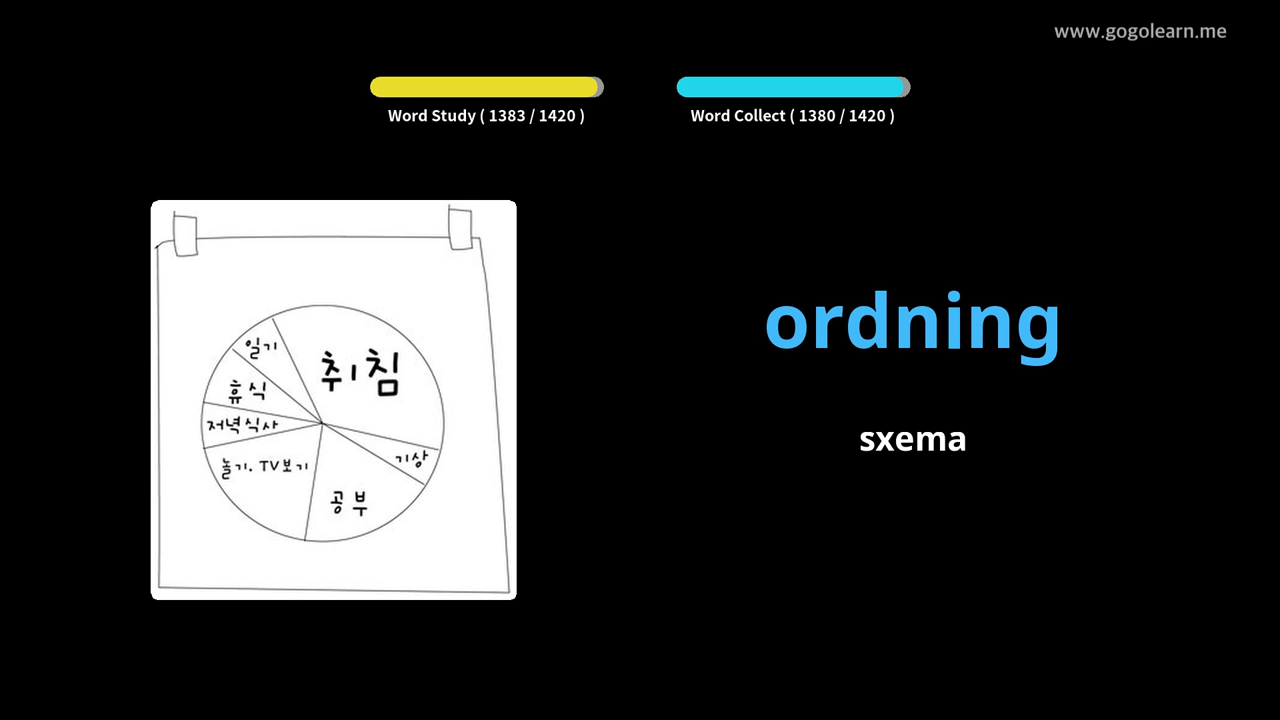 www.gogolearn.me
Word Study ( 1383 / 1420 )
Word Collect ( 1380 / 1420 )
일기
취침
휴식
저녁식사
놀기. TV보기
기상
공부
ordning
sxema